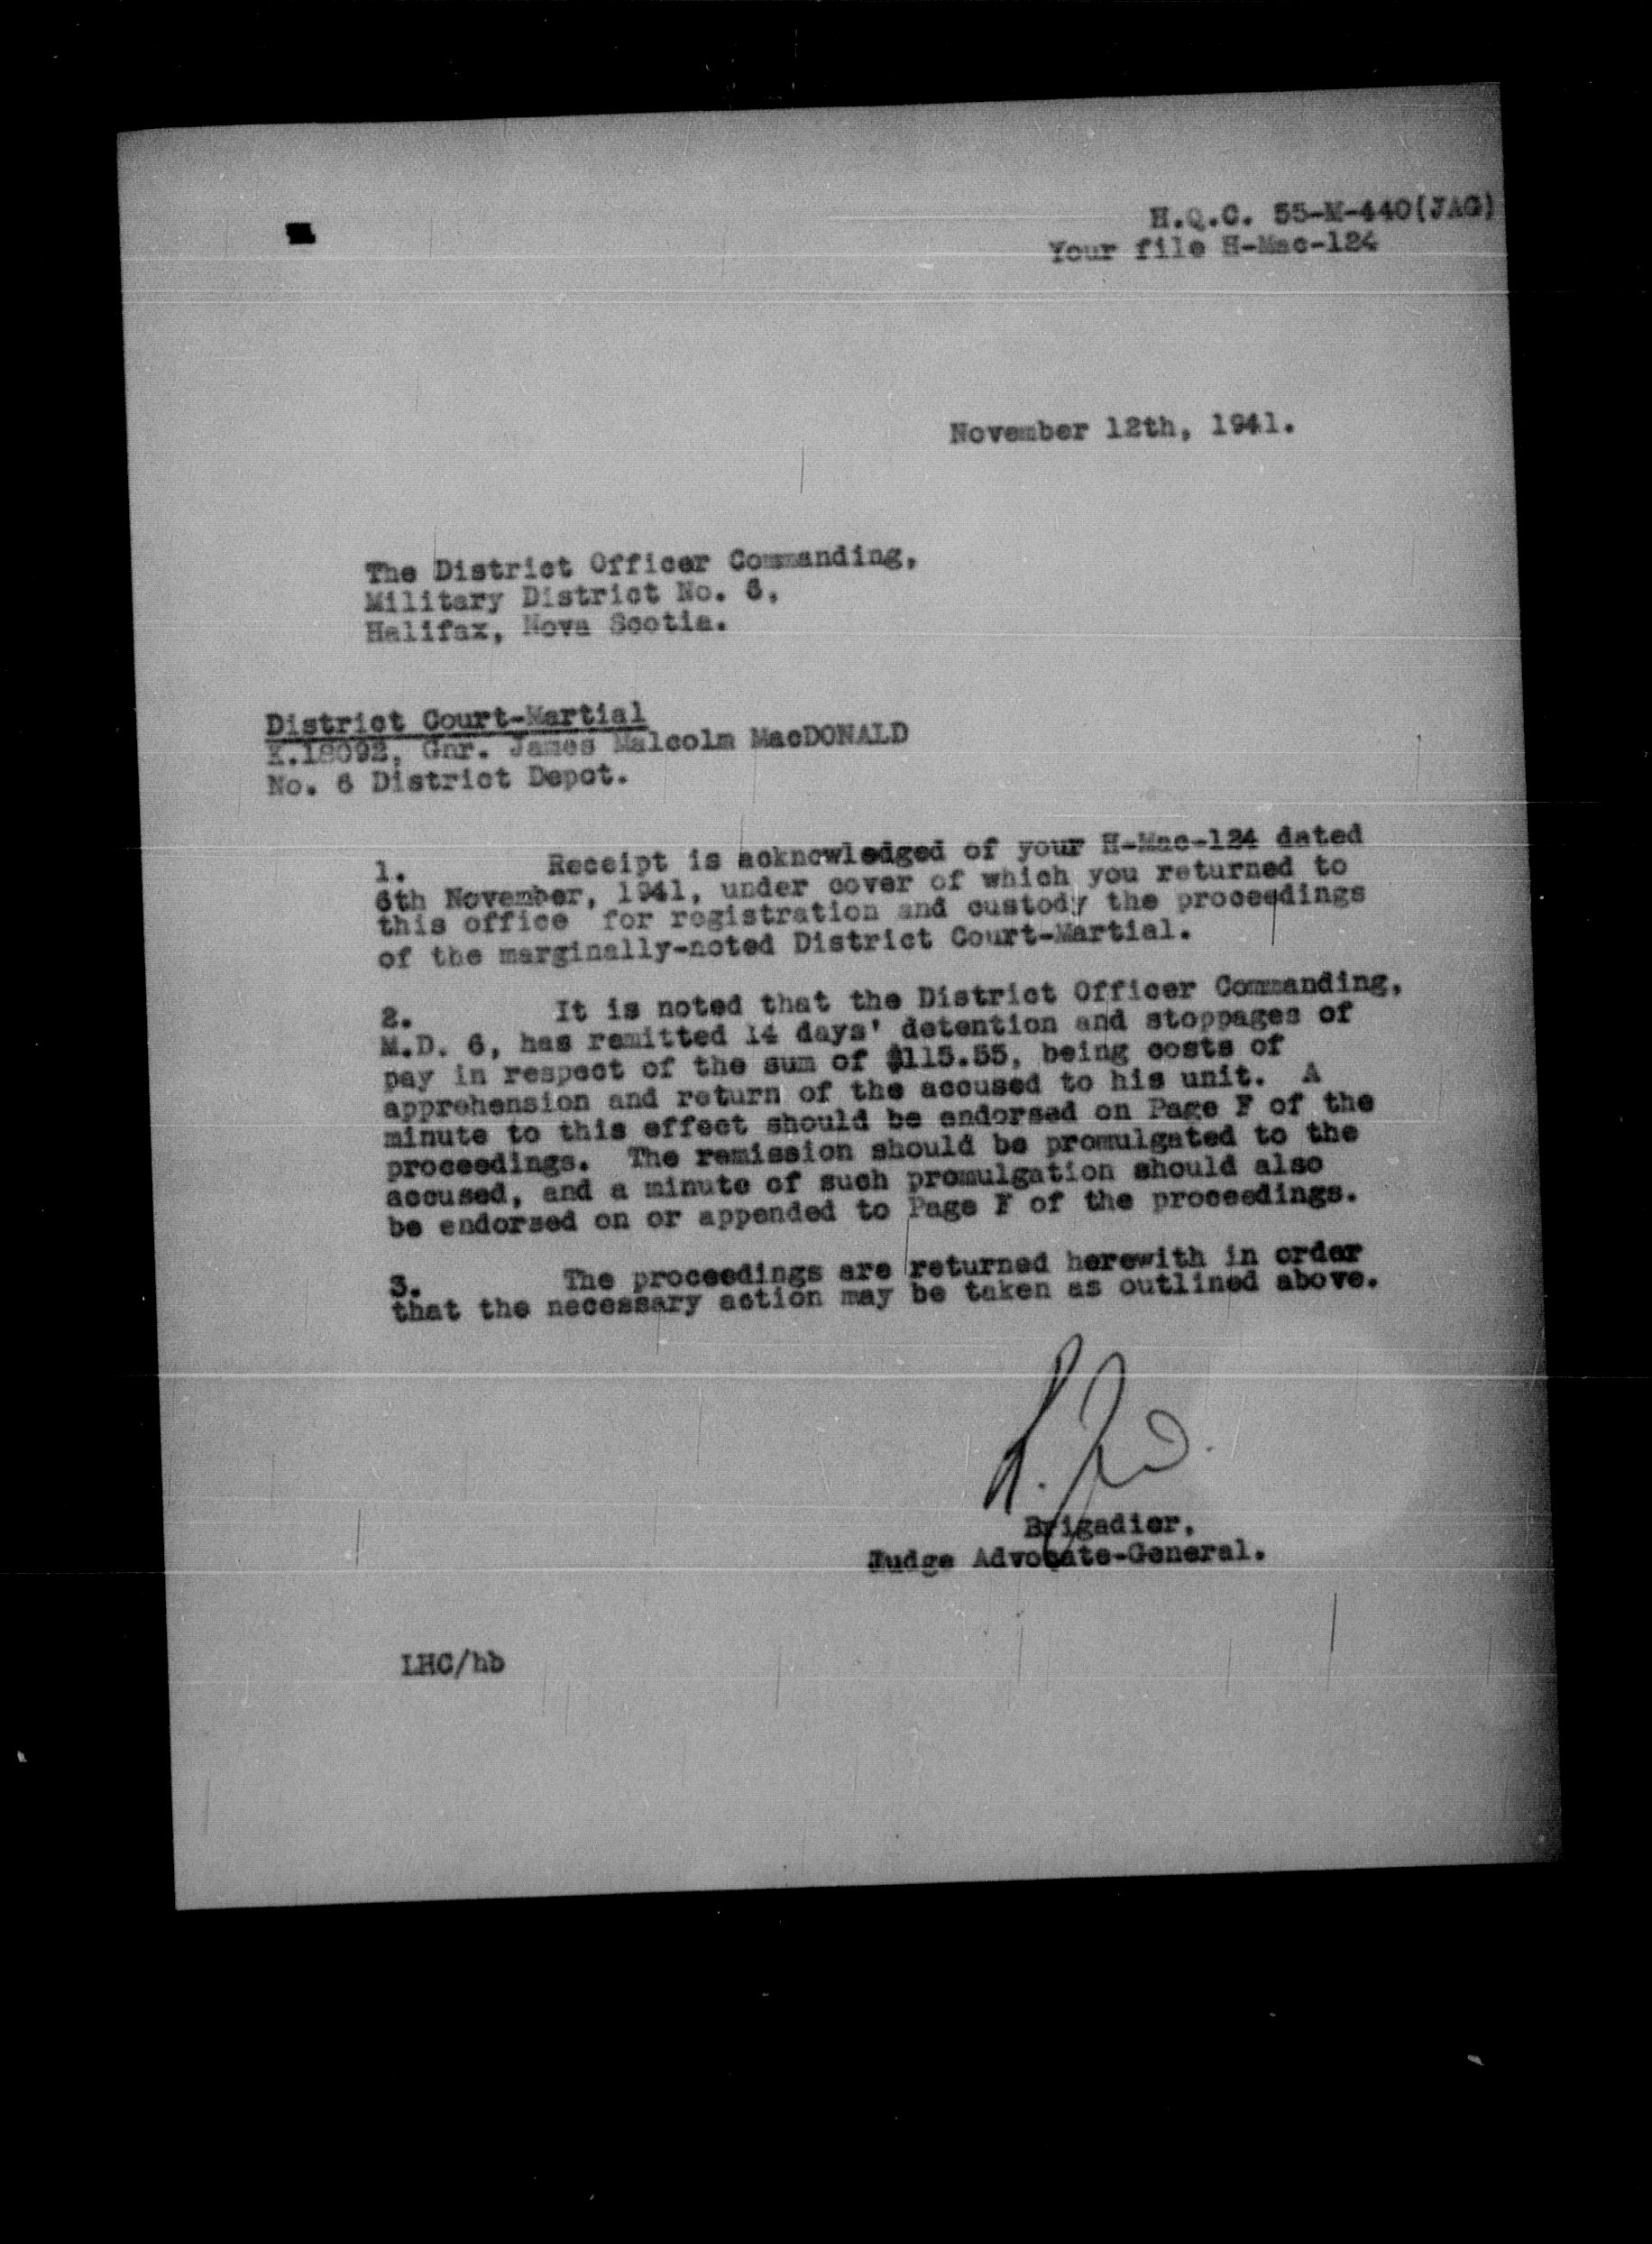 H.Q.C. 55-M-440(JAG)
Your file H-Mac-124
November 12th, 1941.
The District Officer Commanding,
Military District No. 6,
Halifax, Nova Scotia.
District Court-Martial
Gnr. James Malcolm MacDONALD
No. 6 District Depot.
1. Receipt is acknowledged of your H-Mac-124 dated
6th November, 1941, under cover of which you returned to
this office for registration and custody the proceedings
of the marginally-noted District Court-Martial.
2. It is noted that the District Officer Commanding,
M.D. 6, has remitted 14 days' detention and stoppages of
pay in respect of the sum of $115.55, being costs of
apprehension and return of the accused to his unit. A
minute to this effect should be endorsed on Page F of the
proceedings. The remission should be promulgated to the
accused, and a minute of such promulgation should also
be endorsed on or appended to Page F of the proceedings.
3. The proceedings are returned herewith in order
that the necessary action may be taken as outlined above.
Brigadier,
Judge Advocate-General.
LHC/hb